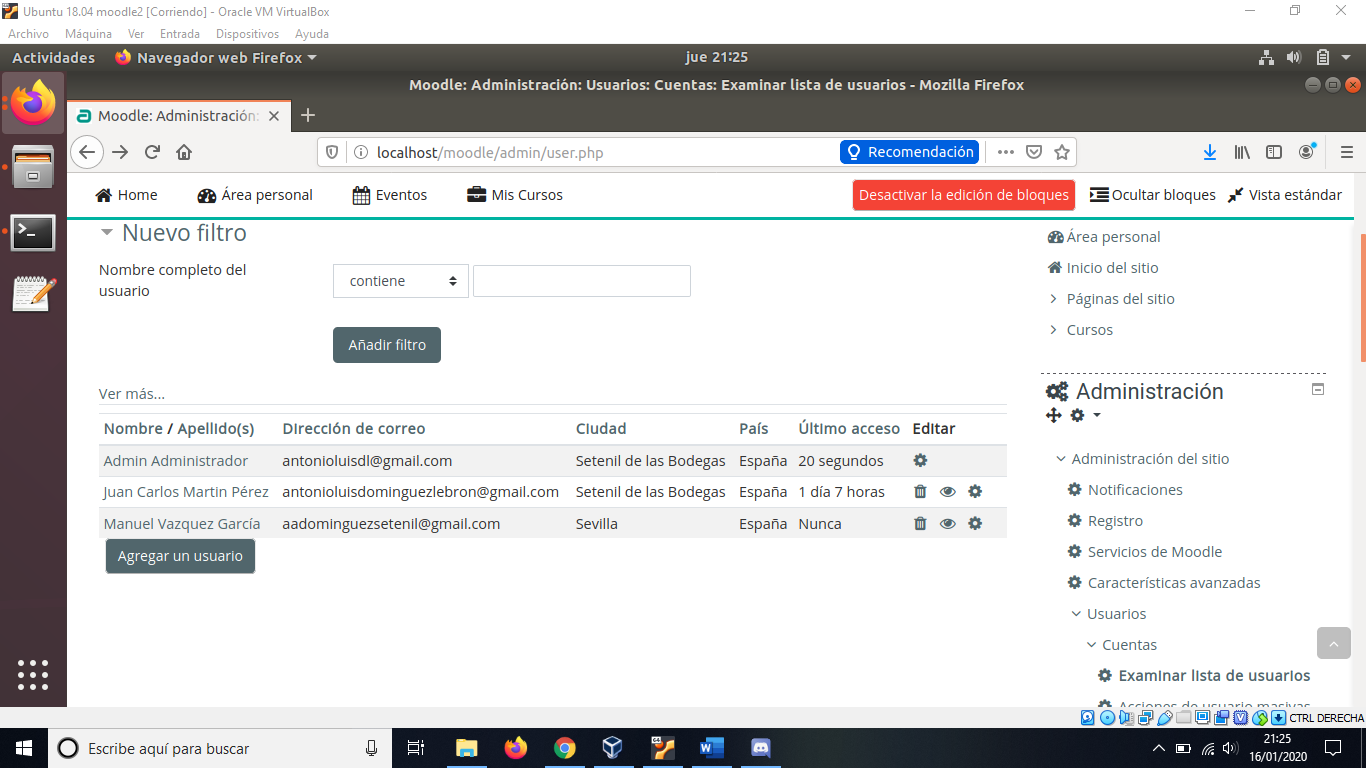 Ubuntu 18.04 moodle2 [Corriendo] - Oracle VM VirtualBox
Archivo Máquina Ver Entrada Dispositivos Ayuda
Actividades Navegador web Firefox jue 21:25
Moodle: Administración: Usuarios: Cuentas: Examinar lista de usuarios - Mozilla Firefox
Moodle: Administración:
localhost/moodle/admin/user.php Recomendación
Home Área personal Eventos Mis Cursos Desactivar la edición de bloques Ocultar bloques Vista estándar
Nuevo filtro
Nombre completo del
usuario
contiene
Añadir filtro
Ver más...
Nombre / Apellido(s) Dirección de correo Ciudad País Último acceso Editar
Admin Administrador antonioluisdl@gmail.com Setenil de las Bodegas España 20 segundos
Juan Carlos Martin Pérez antonioluisdominguezlebron@gmail.com Setenil de las Bodegas España 1 día 7 horas
Manuel Vazquez García aadominguezsetenil@gmail.com Sevilla España Nunca
Agregar un usuario
Área personal
Inicio del sitio
Páginas del sitio
Cursos
Administración
Administración del sitio
Notificaciones
Registro
Servicios de Moodle
Características avanzadas
Usuarios
Cuentas
Examinar lista de usuarios
Acciones de usuario masivas
CTRL DERECHA
Escribe aquí para buscar
21:25
16/01/2020